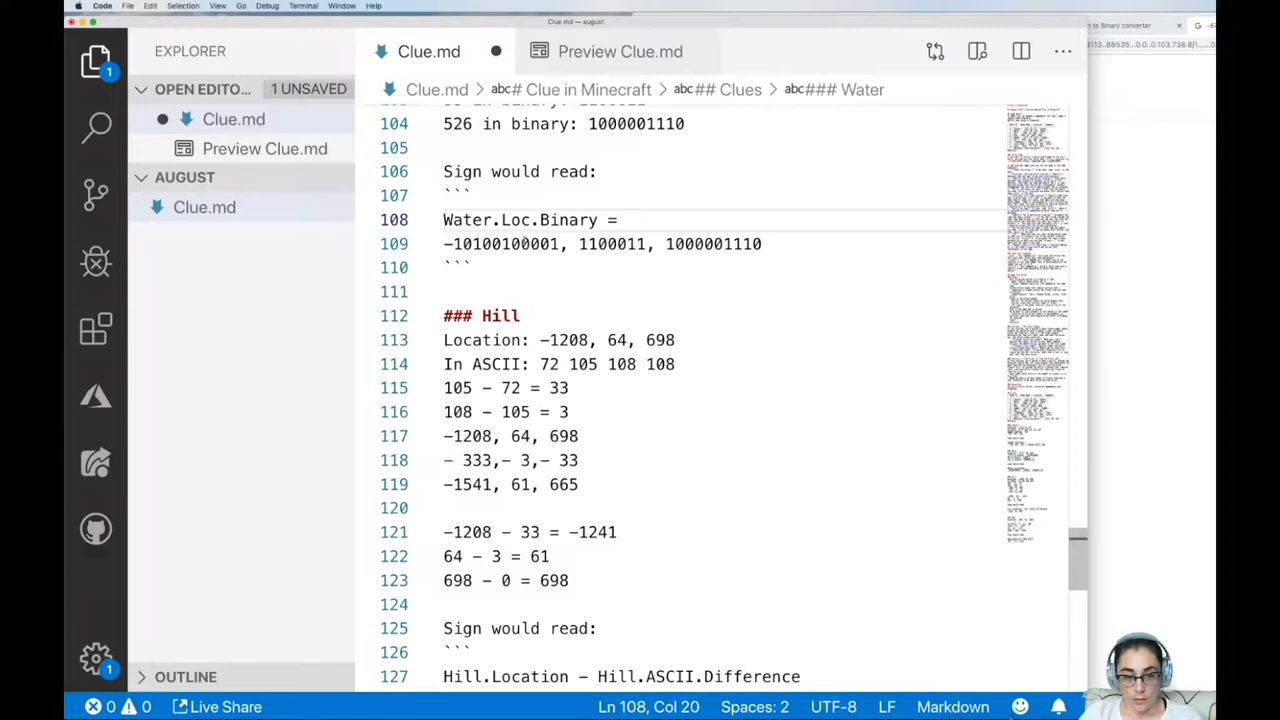 Code File Edit Selection View Go Debug Terminal Window Help
Clue.md — august
t to Binary converter
EXPLORER
OPEN EDITO... 1 UNSAVED
Clue.md
Preview Clue.md
AUGUST
Clue.md
OUTLINE
Clue.md Preview Clue.md
Clue.md > # Clue in Minecraft > ## Clues > ### Water
104 526 in binary: 1000001110
105
106 Sign would read:
107 ```
108 Water.Loc.Binary =
109 -10100100001, 1100011, 1000001110
110 ```
111
112 ### Hill
113 Location: -1208, 64, 698
114 In ASCII: 72 105 108 108
115 105 - 72 = 33
116 108 - 105 = 3
117 -1208, 64, 698
118 - 333,- 3,- 33
119 -1541, 61, 665
120
121 -1208 - 33 = -1241
122 64 - 3 = 61
123 698 - 0 = 698
124
125 Sign would read:
126 ```
127 Hill.Location - Hill.ASCII.Difference
0 0 Live Share Ln 108, Col 20 Spaces: 2 UTF-8 LF Markdown